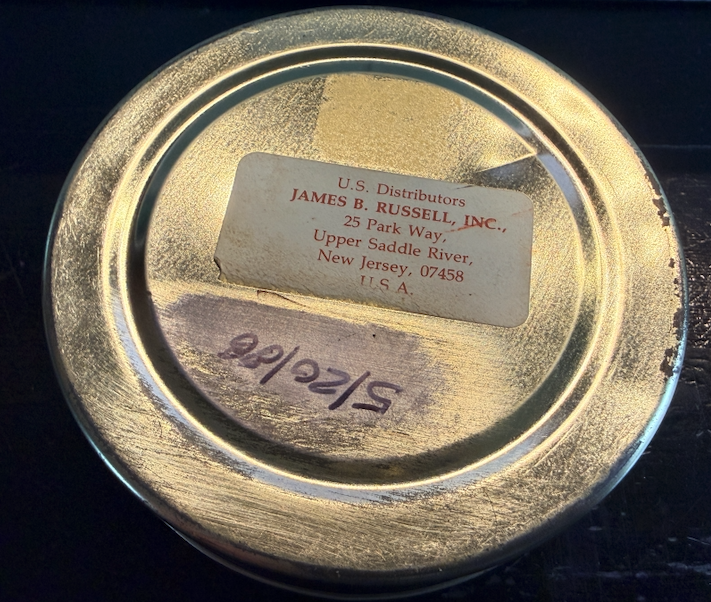 U.S. Distributors
JAMES B. RUSSELL, INC.,
25 Park Way,
Upper Saddle River,
New Jersey, 07458
U.S.A.
5/20/86